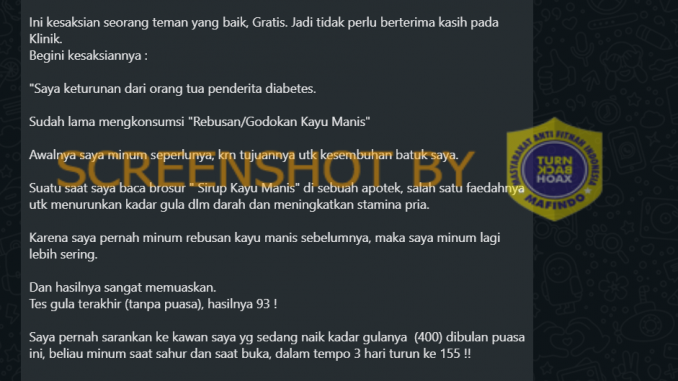 Ini kesaksian seorang teman yang baik, Gratis. Jadi tidak perlu berterima kasih pada
Klinik.
Begini kesaksiannya :
"Saya keturunan dari orang tua penderita diabetes.
Sudah lama mengkonsumsi "Rebusan/Godokan Kayu Manis"
Awalnya saya minum seperlunya, krn tujuannya utk kesembuhan batuk saya.
SCREENSHOT BY
MASYARAKAT ANTI FITNAH INDONESIA
TURN
BACK
HOAX
MAFINDO
Suatu saat saya baca brosur " Sirup Kayu Manis" di sebuah apotek, salah satu faedahnya
utk menurunkan kadar gula dlm darah dan meningkatkan stamina pria.
Karena saya pernah minum rebusan kayu manis sebelumnya, maka saya minum lagi
lebih sering.
Dan hasilnya sangat memuaskan.
Tes gula terakhir (tanpa puasa), hasilnya 93 !
Saya pernah sarankan ke kawan saya yg sedang naik kadar gulanya  (400) dibulan puasa
ini, beliau minum saat sahur dan saat buka, dalam tempo 3 hari turun ke 155 !!